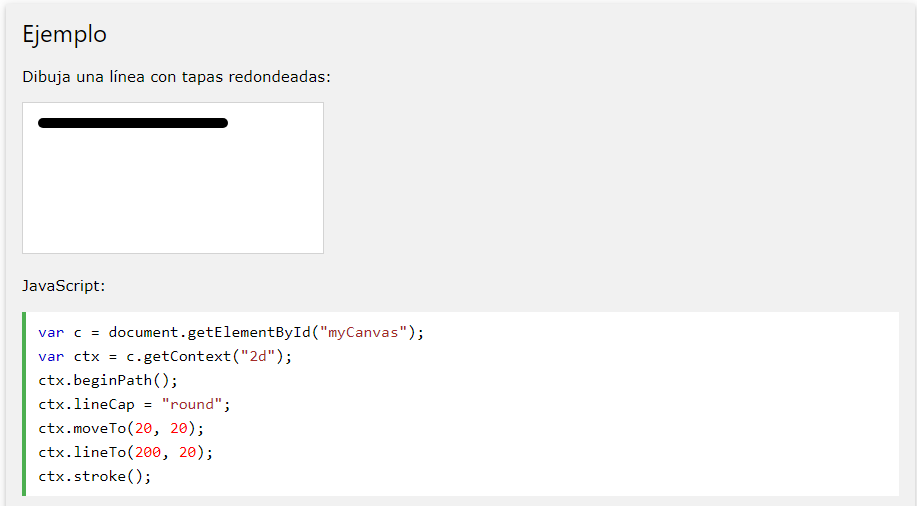 Ejemplo
Dibuja una línea con tapas redondeadas:
JavaScript:
var c = document.getElementById("myCanvas");
var ctx = c.getContext("2d");
ctx.beginPath();
ctx.lineCap = "round";
ctx.moveTo(20, 20);
ctx.lineTo(200, 20);
ctx.stroke();